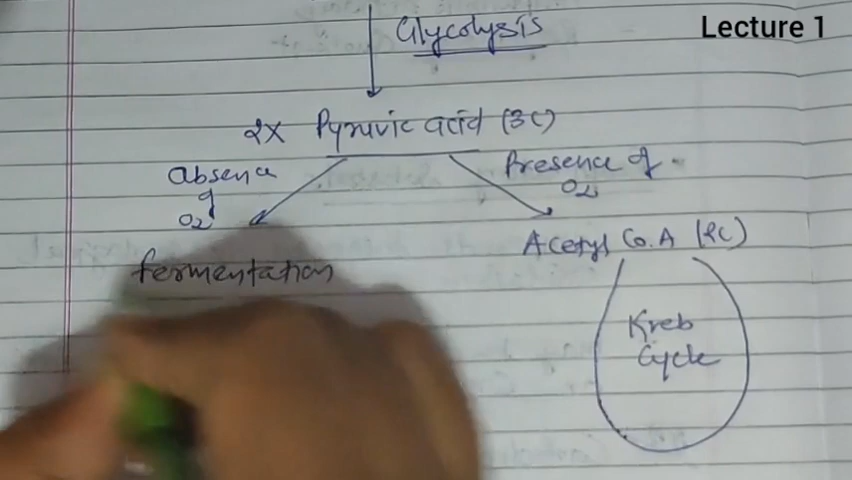 Lecture 1
Glycolysis
2x Pyruvic acid (3C)
absence
of
O2
Presence of
O2
fermentation
Acetyl Co.A (2C)
Kreb
Cycle